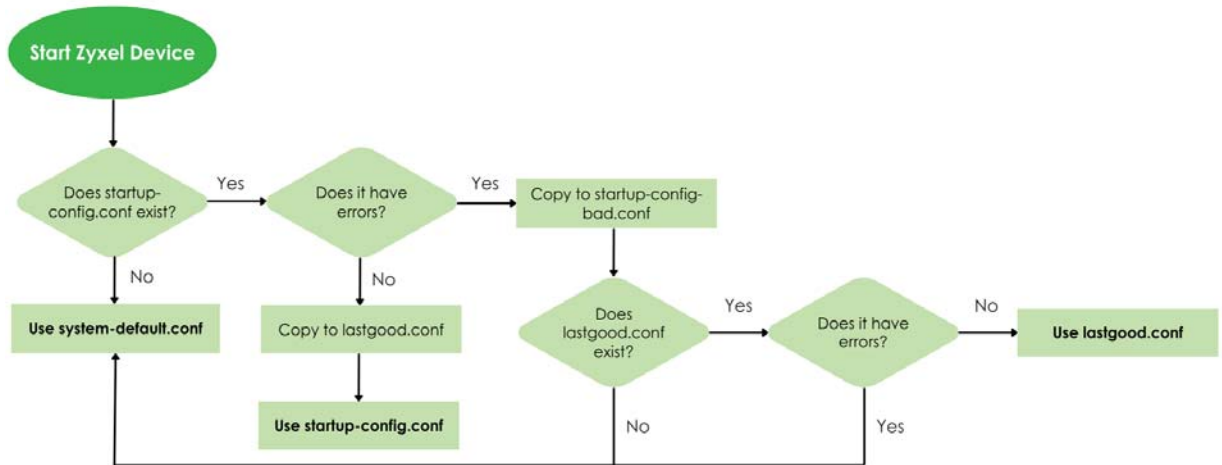 Start Zyxel Device
Does startup-
config.conf exist?
Yes
Does it have
errors?
Yes
Copy to startup-config-
bad.conf
No
Use system-default.conf
No
Copy to lastgood.conf
Use startup-config.conf
Does
lastgood.conf
exist?
Yes
Does it have
errors?
No
Use lastgood.conf
No
Yes